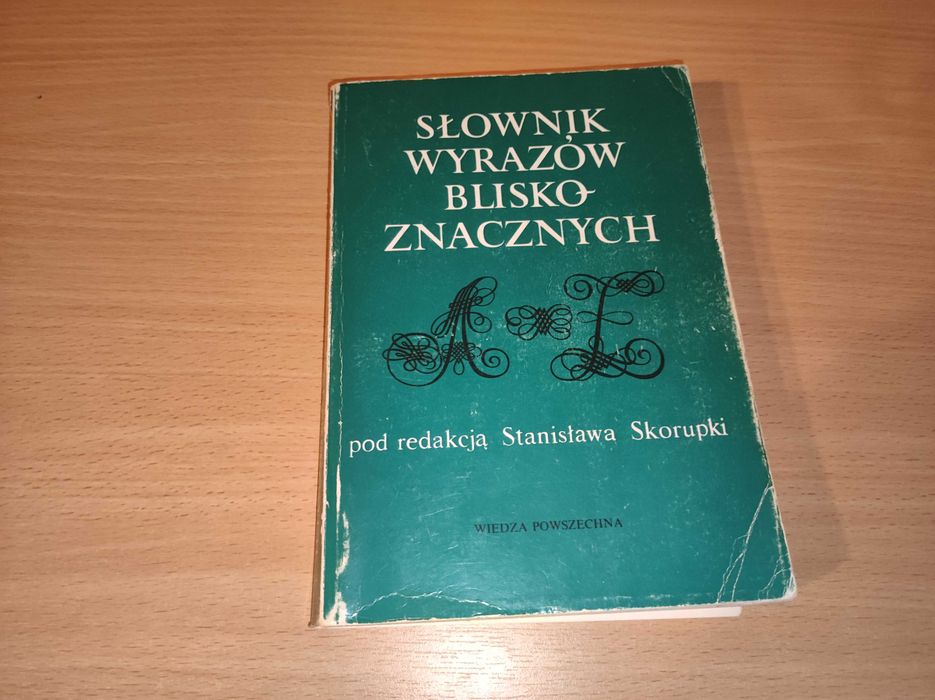 SŁOWNIK
WYRAZÓW
BLISKO-
ZNACZNYCH
A-Ż
pod redakcją Stanisława Skorupki
WIEDZA POWSZECHNA